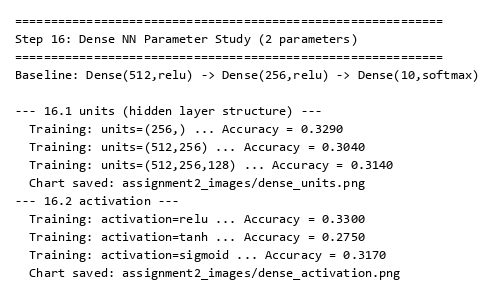 ============================================================
Step 16: Dense NN Parameter Study (2 parameters)
============================================================
Baseline: Dense(512,relu) -> Dense(256,relu) -> Dense(10,softmax)
--- 16.1 units (hidden layer structure) ---
Training: units=(256,) ... Accuracy = 0.3290
Training: units=(512,256) ... Accuracy = 0.3040
Training: units=(512,256,128) ... Accuracy = 0.3140
Chart saved: assignment2_images/dense_units.png
--- 16.2 activation ---
Training: activation=relu ... Accuracy = 0.3300
Training: activation=tanh ... Accuracy = 0.2750
Training: activation=sigmoid ... Accuracy = 0.3170
Chart saved: assignment2_images/dense_activation.png